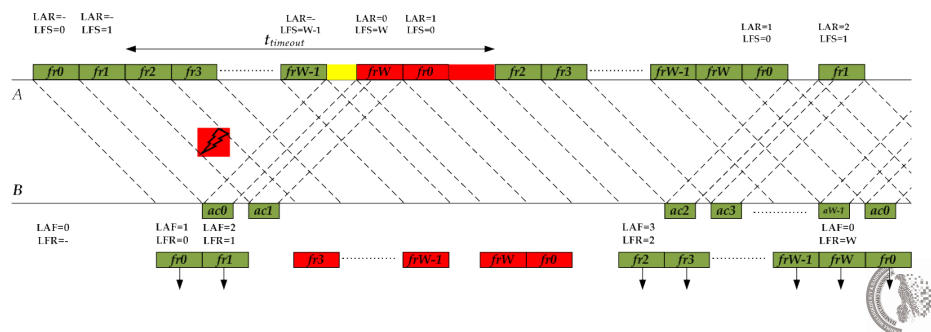 LAR=- LAR=- LAR=- LAR=0 LAR=1 LAR=1 LAR=2
LFS=0 LFS=1 LFS=W-1 LFS=W LFS=0 LFS=0 LFS=1
t_timeout
fr0 fr1 fr2 fr3 ............ frW-1 frW fr0 fr2 fr3 ............ frW-1 frW fr0 fr1
A
B
ac0 ac1 ac2 ac3 ............ aW-1 ac0
LAF=0 LAF=1 LAF=2 LAF=3 LAF=0
LFR=- LFR=0 LFR=1 LFR=2 LFR=W
fr0 fr1 fr3 ............ frW-1 frW fr0 fr2 fr3 ............ frW-1 frW fr0